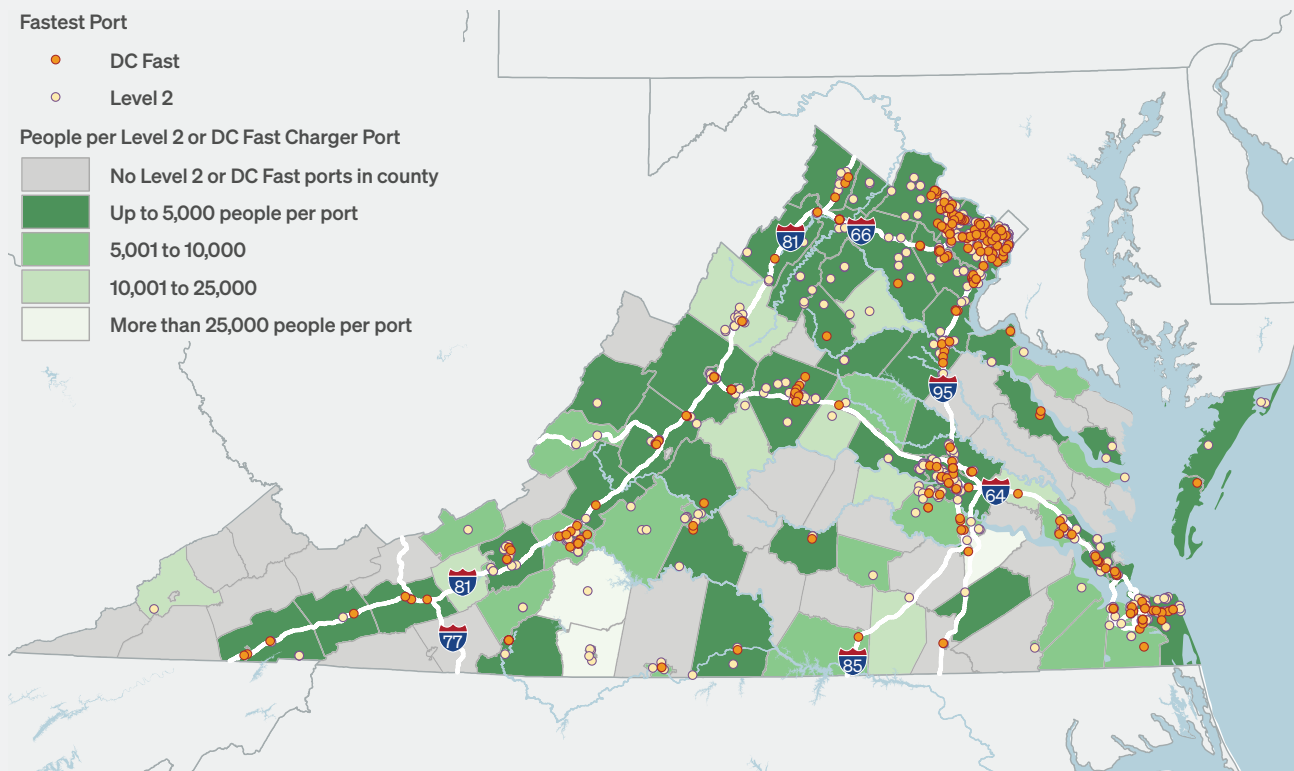 Fastest Port
DC Fast
Level 2
People per Level 2 or DC Fast Charger Port
No Level 2 or DC Fast ports in county
Up to 5,000 people per port
5,001 to 10,000
10,001 to 25,000
More than 25,000 people per port
81
66
95
64
81
77
85